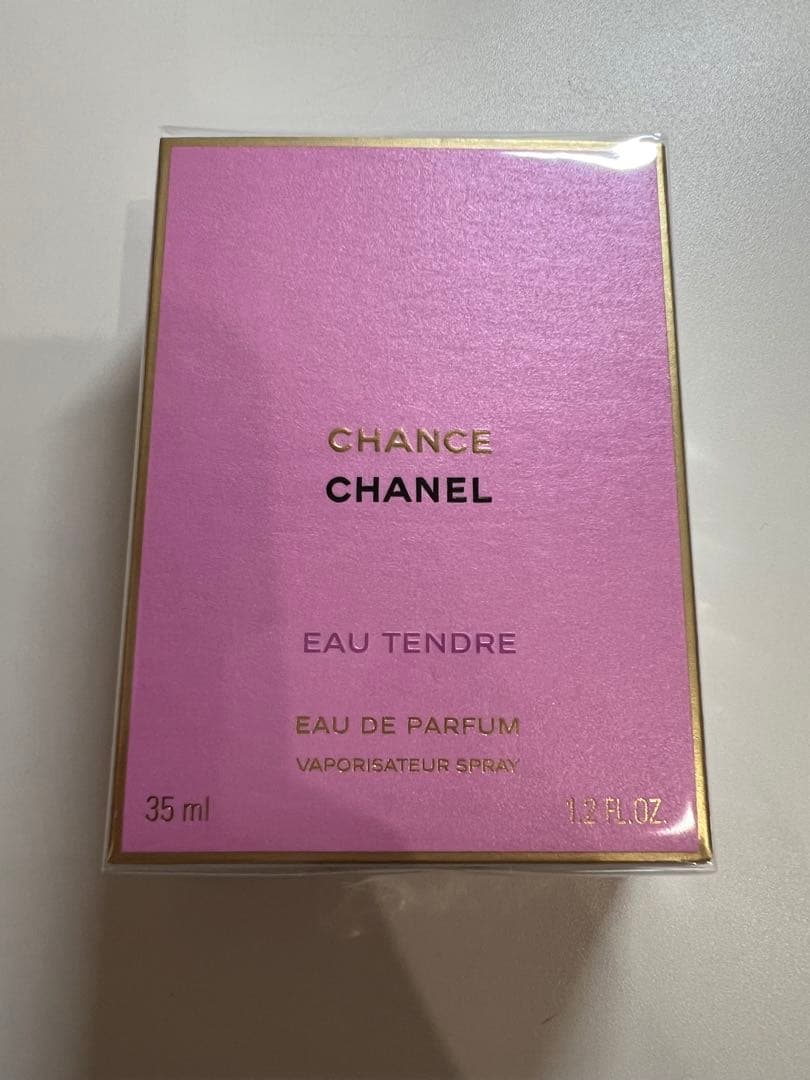 CHANCE
CHANEL
EAU TENDRE
EAU DE PARFUM
VAPORISATEUR SPRAY
35 ml 1.2 FL.OZ.